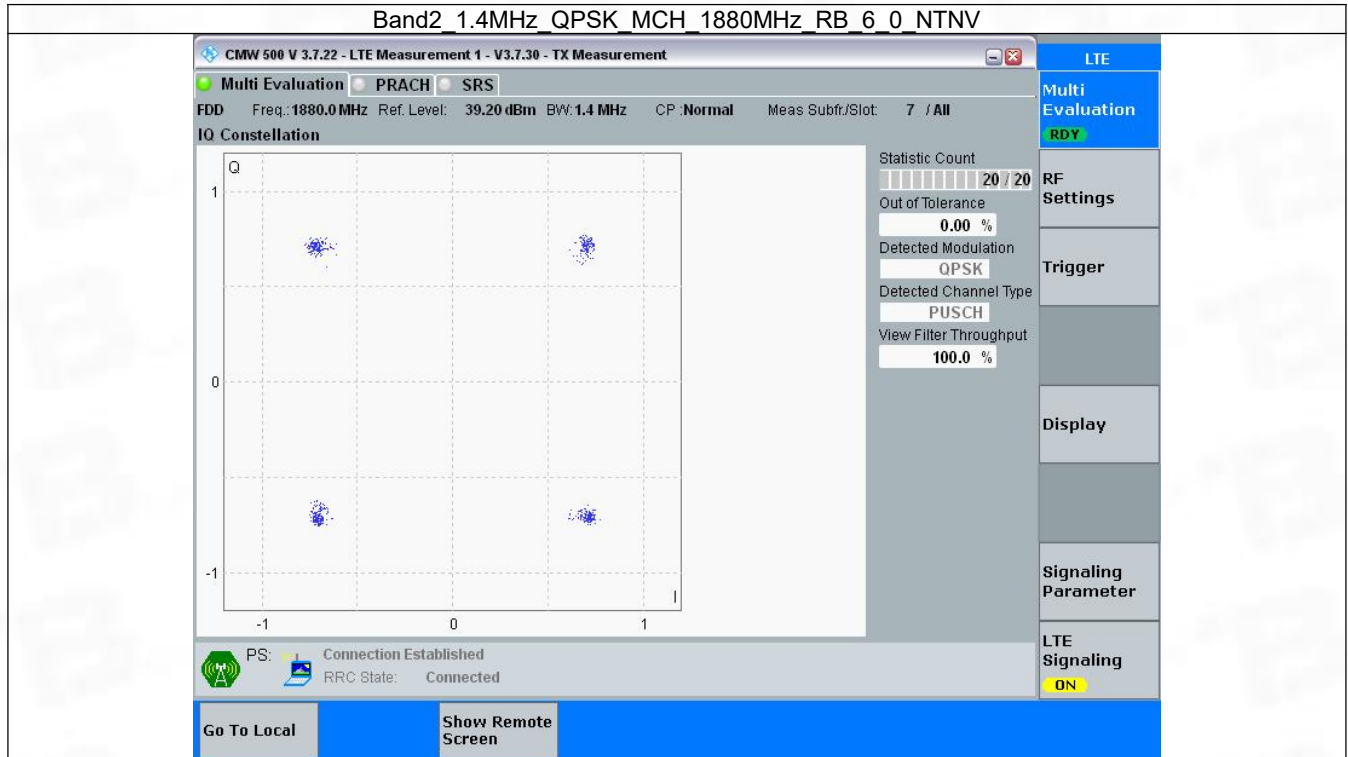 Band2_1.4MHz_QPSK_MCH_1880MHz_RB_6_0_NTNV
CMW 500 V 3.7.22 - LTE Measurement 1 - V3.7.30 - TX Measurement
LTE
Multi Evaluation PRACH SRS
Multi
Evaluation
RDY
FDD Freq.:1880.0 MHz Ref. Level: 39.20 dBm BW:1.4 MHz CP :Normal Meas Subfr./Slot: 7 / All
IQ Constellation
Q
1
0
-1
I
-1 0 1
Statistic Count
20 / 20
Out of Tolerance
0.00 %
Detected Modulation
QPSK
Detected Channel Type
PUSCH
View Filter Throughput
100.0 %
RF
Settings
Trigger
Display
Signaling
Parameter
LTE
Signaling
ON
PS: Connection Established
RRC State: Connected
Go To Local
Show Remote
Screen